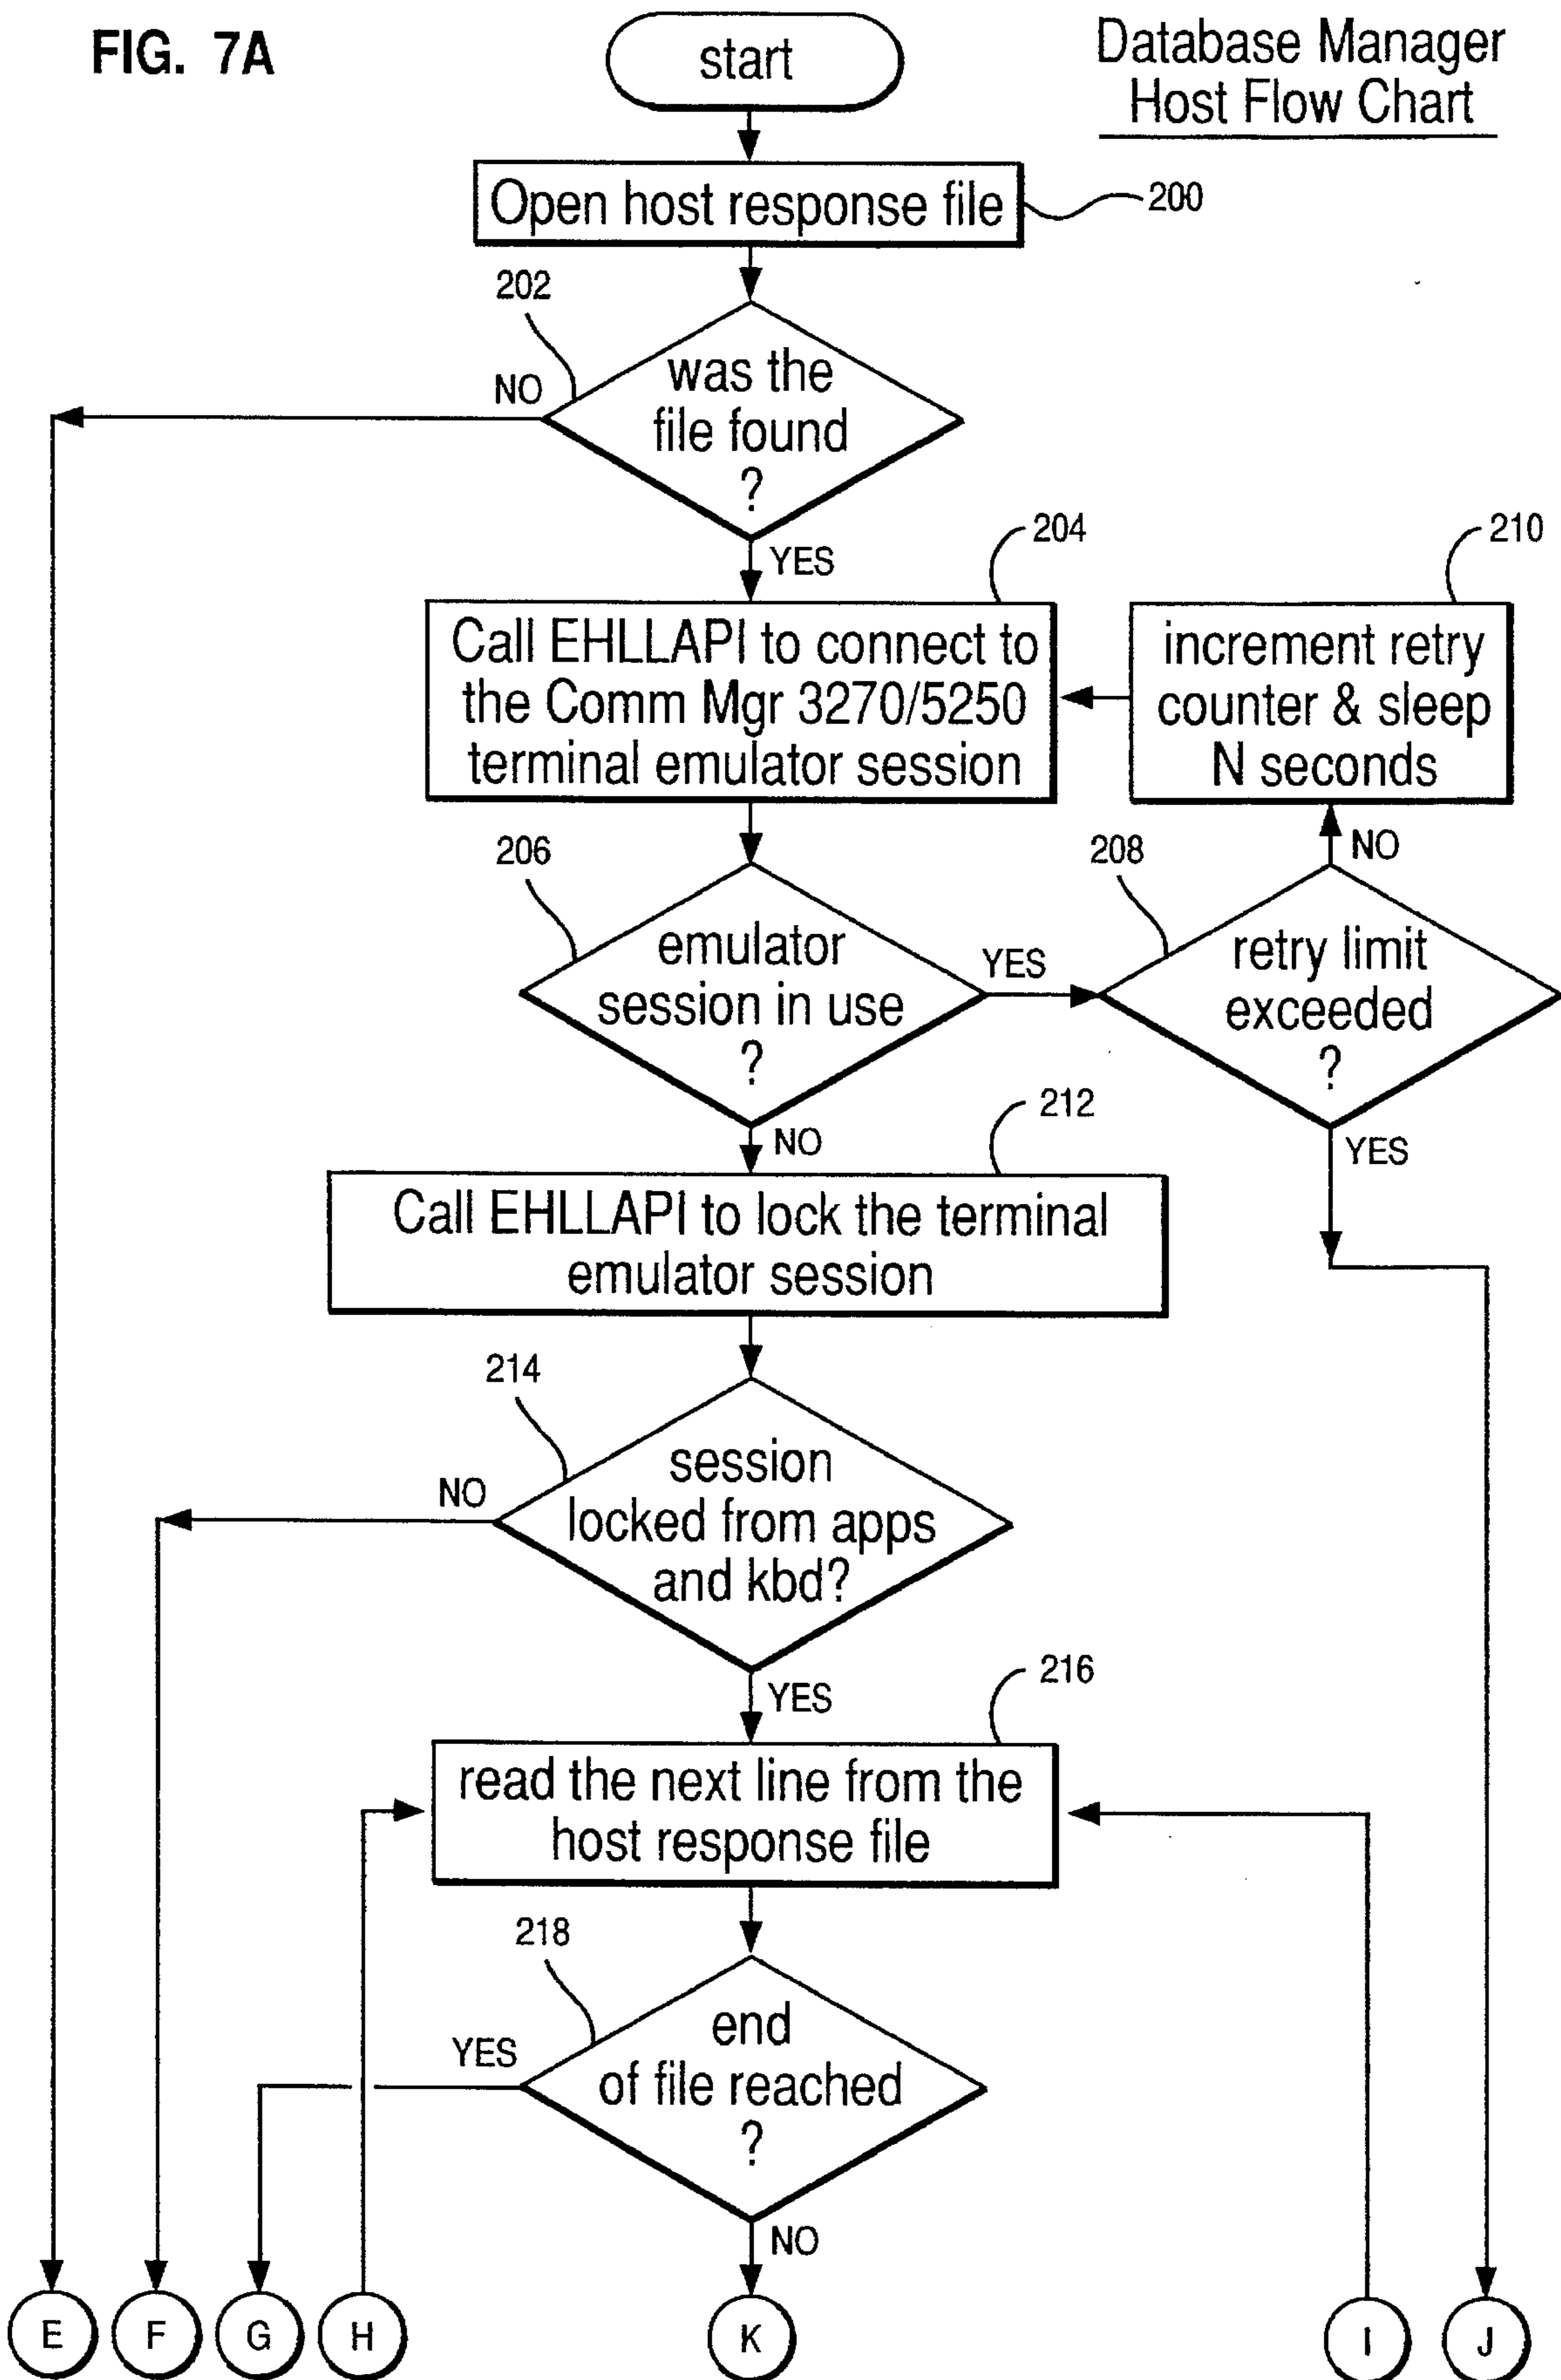 FIG. 7A
start
Database Manager
Host Flow Chart
Open host response file
200
202
NO
was the
file found
?
YES
204
210
Call EHLLAPI to connect to
the Comm Mgr 3270/5250
terminal emulator session
increment retry
counter & sleep
N seconds
NO
206
208
emulator
session in use
?
YES
retry limit
exceeded
?
NO
YES
212
Call EHLLAPI to lock the terminal
emulator session
214
NO
session
locked from apps
and kbd?
YES
216
read the next line from the
host response file
218
YES
end
of file reached
?
NO
E
F
G
H
K
I
J